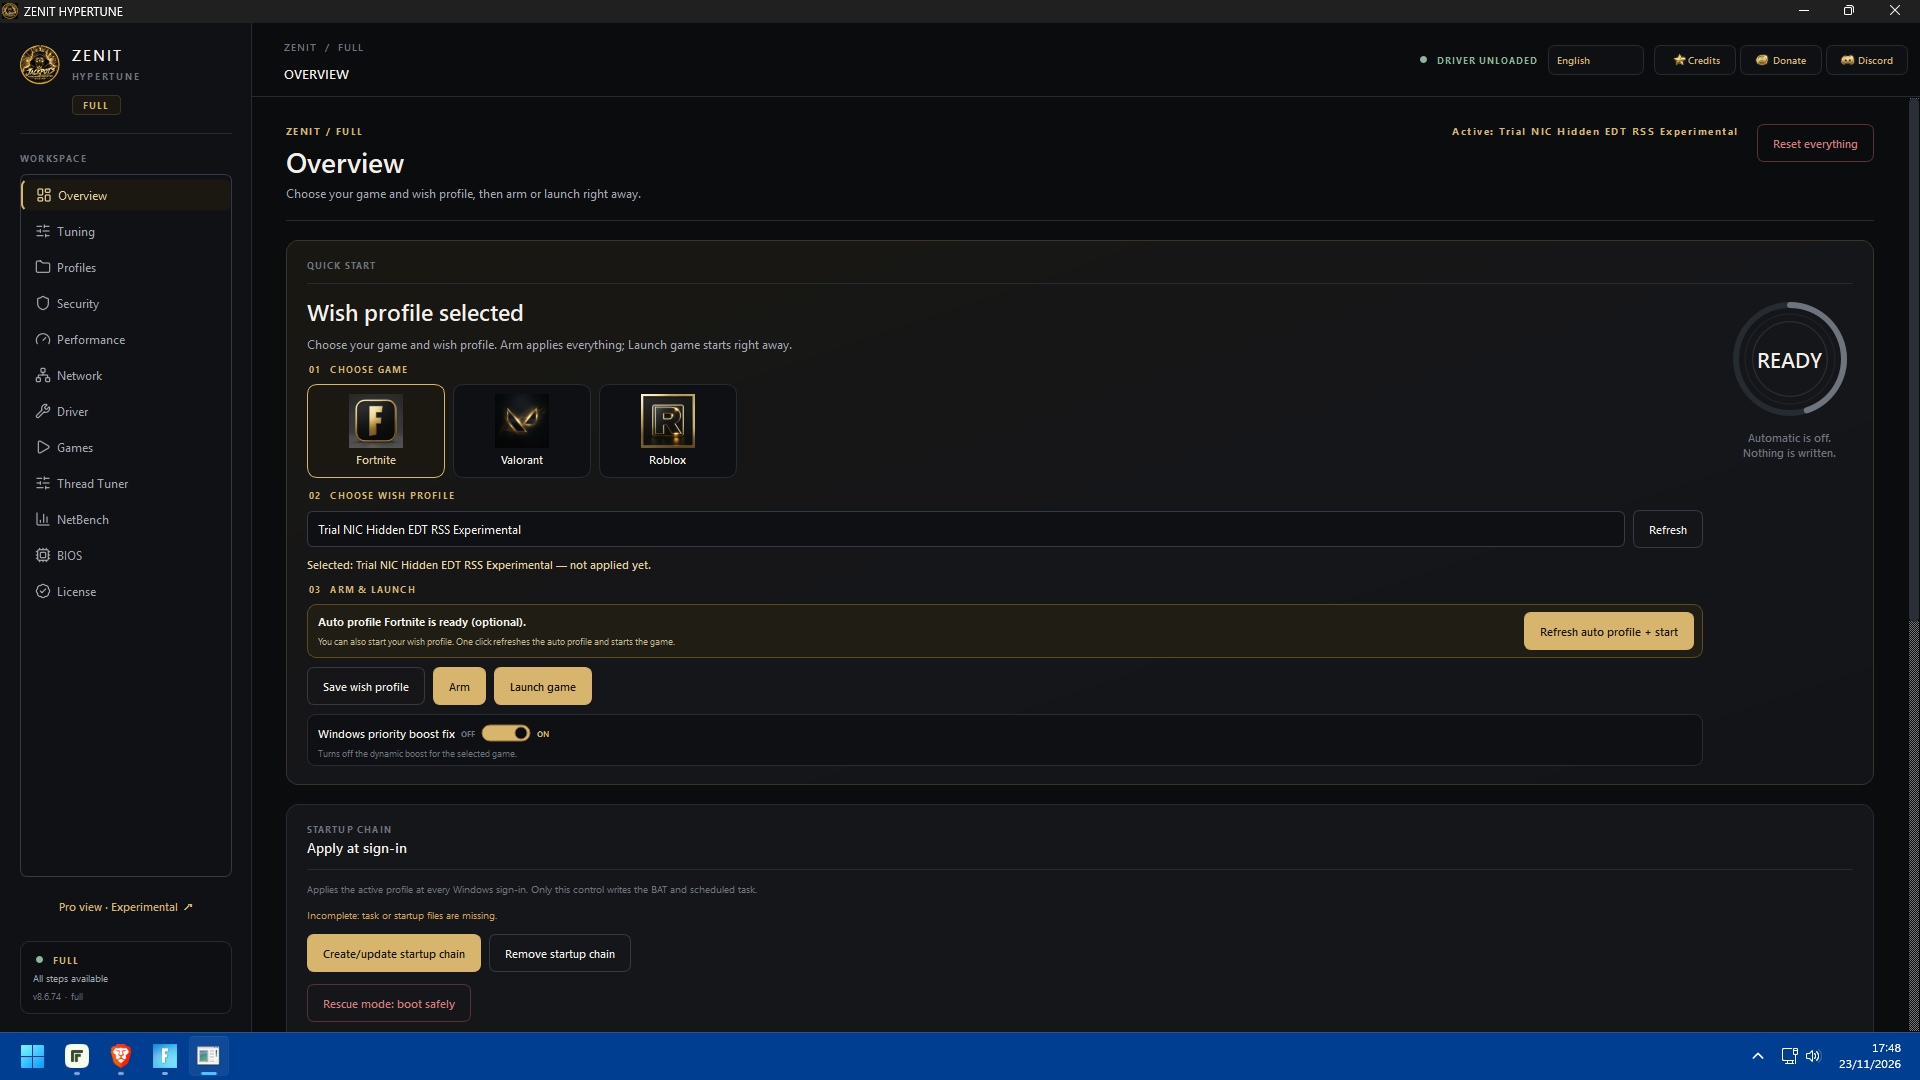 ZENIT HYPERTUNE
ZENIT
HYPERTUNE
FULL
WORKSPACE
Overview
Tuning
Profiles
Security
Performance
Network
Driver
Games
Thread Tuner
NetBench
BIOS
License
Pro view · Experimental ↗
FULL
All steps available
v8.6.74 · full
ZENIT / FULL
OVERVIEW
DRIVER UNLOADED
English
Credits
Donate
Discord
ZENIT / FULL
Overview
Choose your game and wish profile, then arm or launch right away.
Active: Trial NIC Hidden EDT RSS Experimental
Reset everything
QUICK START
Wish profile selected
Choose your game and wish profile. Arm applies everything; Launch game starts right away.
01 CHOOSE GAME
Fortnite
Valorant
Roblox
READY
Automatic is off.
Nothing is written.
02 CHOOSE WISH PROFILE
Trial NIC Hidden EDT RSS Experimental
Refresh
Selected: Trial NIC Hidden EDT RSS Experimental — not applied yet.
03 ARM & LAUNCH
Auto profile Fortnite is ready (optional).
You can also start your wish profile. One click refreshes the auto profile and starts the game.
Refresh auto profile + start
Save wish profile
Arm
Launch game
Windows priority boost fix OFF ON
Turns off the dynamic boost for the selected game.
STARTUP CHAIN
Apply at sign-in
Applies the active profile at every Windows sign-in. Only this control writes the BAT and scheduled task.
Incomplete: task or startup files are missing.
Create/update startup chain
Remove startup chain
Rescue mode: boot safely
17:48
23/11/2026